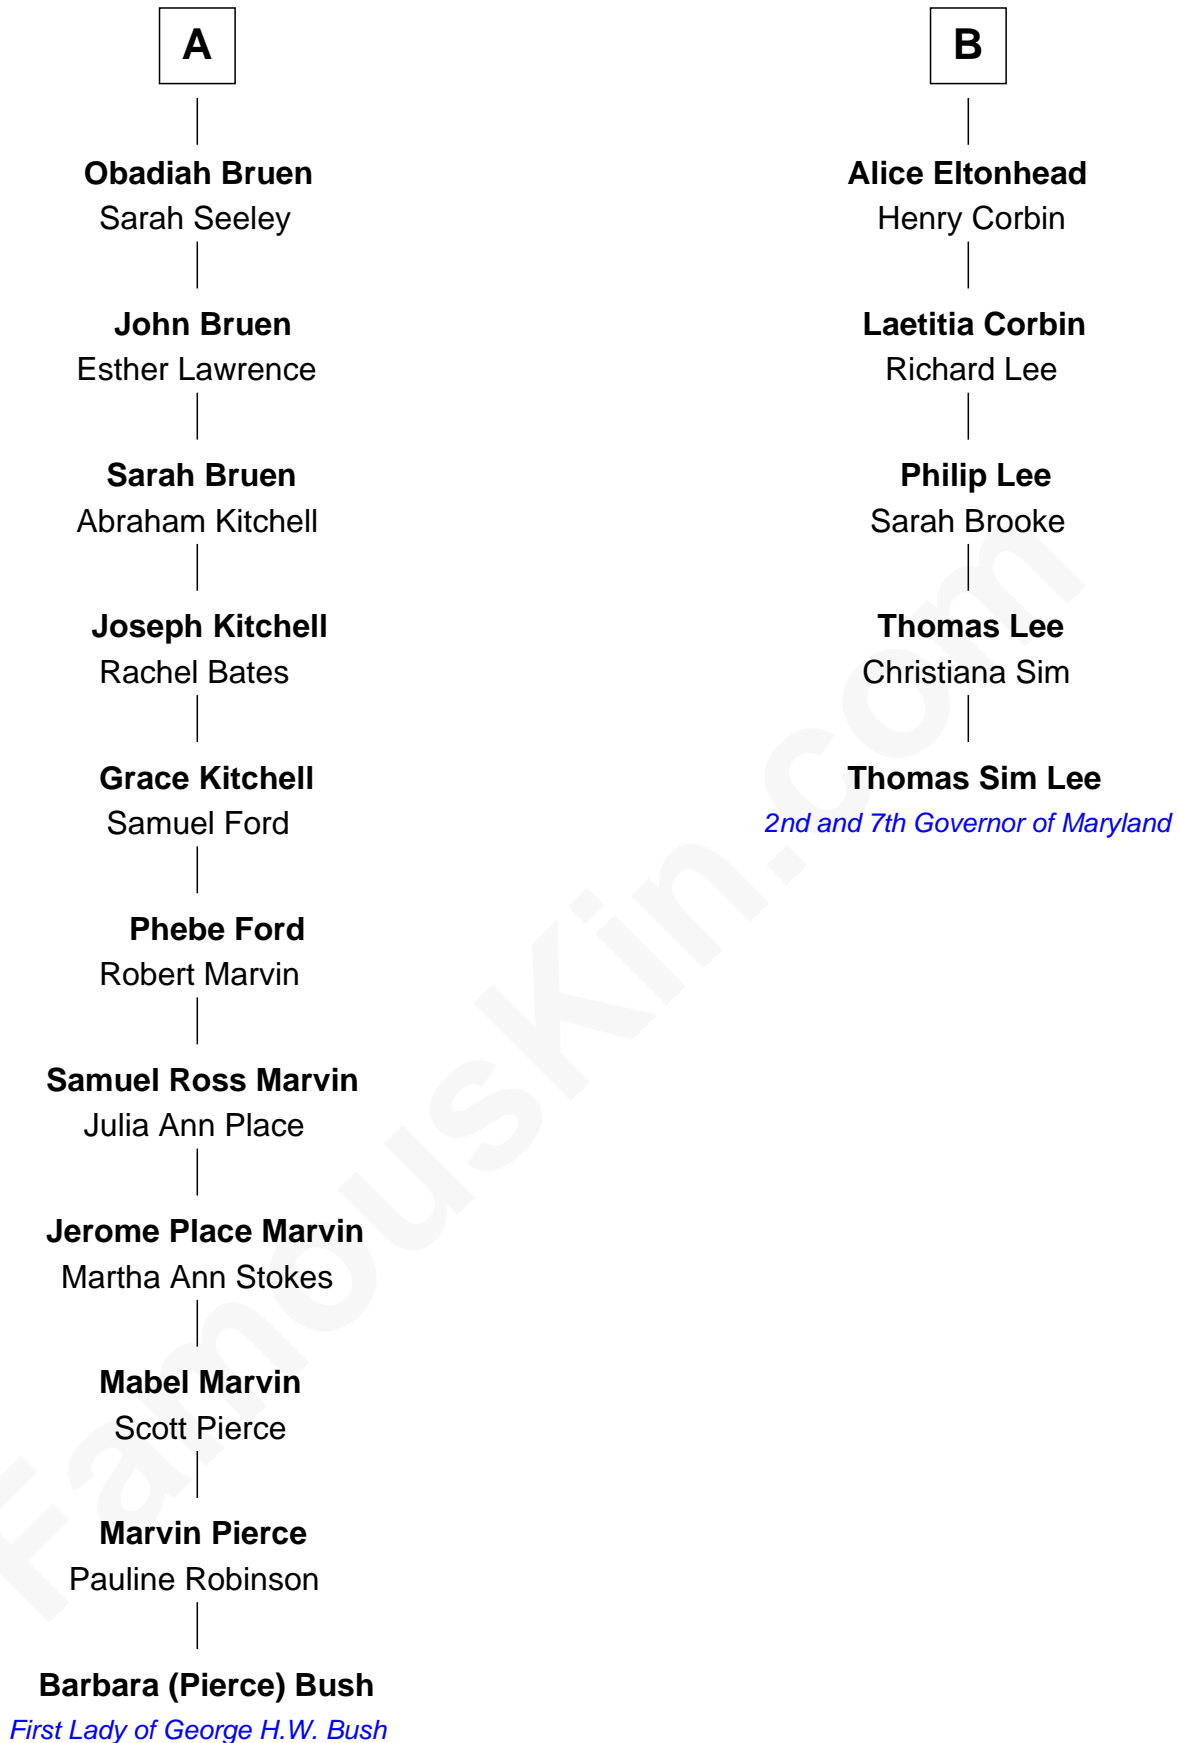 A
Obadiah Bruen
Sarah Seeley
John Bruen
Esther Lawrence
Sarah Bruen
Abraham Kitchell
Joseph Kitchell
Rachel Bates
Grace Kitchell
Samuel Ford
Phebe Ford
Robert Marvin
Samuel Ross Marvin
Julia Ann Place
Jerome Place Marvin
Martha Ann Stokes
Mabel Marvin
Scott Pierce
Marvin Pierce
Pauline Robinson
Barbara (Pierce) Bush
First Lady of George H.W. Bush
B
Alice Eltonhead
Henry Corbin
Laetitia Corbin
Richard Lee
Philip Lee
Sarah Brooke
Thomas Lee
Christiana Sim
Thomas Sim Lee
2nd and 7th Governor of Maryland
FamousKin.com